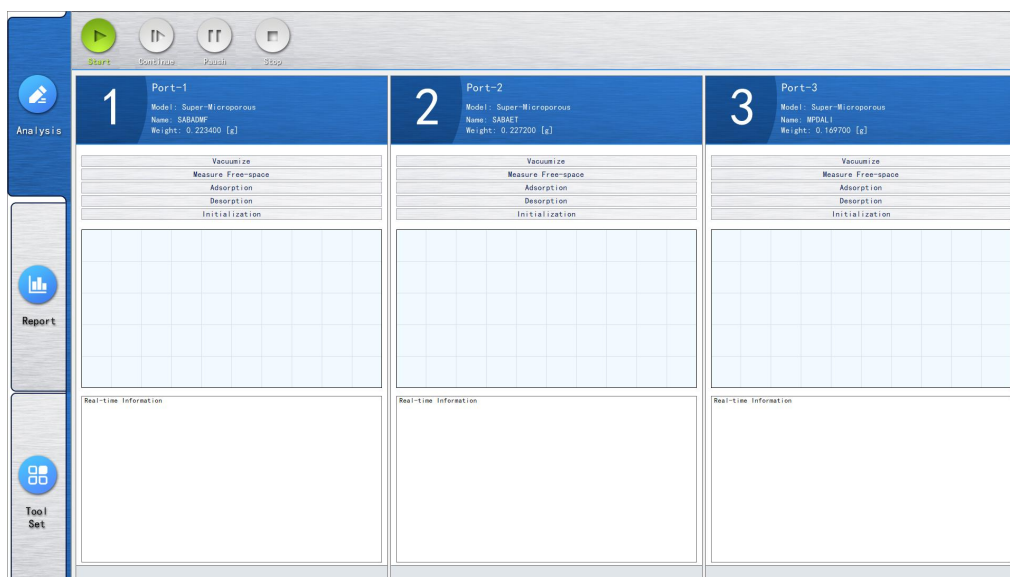 Start
Continue
Puush
Stop
Analysis
Report
Tool
Set
1
Port-1
Model: Super-Microporous
Name: SABADMF
Weight: 0.223400 [g]
Vacuumize
Measure Free-space
Adsorption
Desorption
Initialization
Real-time Information
2
Port-2
Model: Super-Microporous
Name: SABAET
Weight: 0.227200 [g]
Vacuumize
Measure Free-space
Adsorption
Desorption
Initialization
Real-time Information
3
Port-3
Model: Super-Microporous
Name: MPDALI
Weight: 0.169700 [g]
Vacuumize
Measure Free-space
Adsorption
Desorption
Initialization
Real-time Information